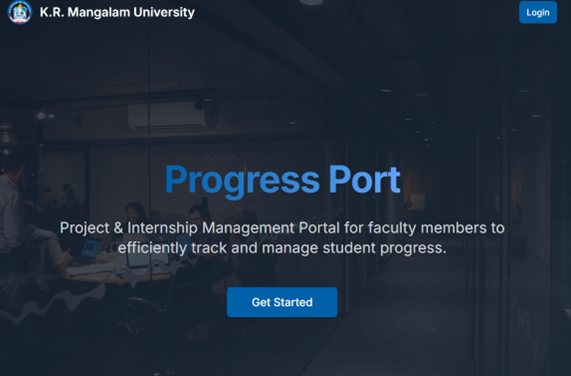 K.R. Mangalam University
Login
Progress Port
Project & Internship Management Portal for faculty members to
efficiently track and manage student progress.
Get Started